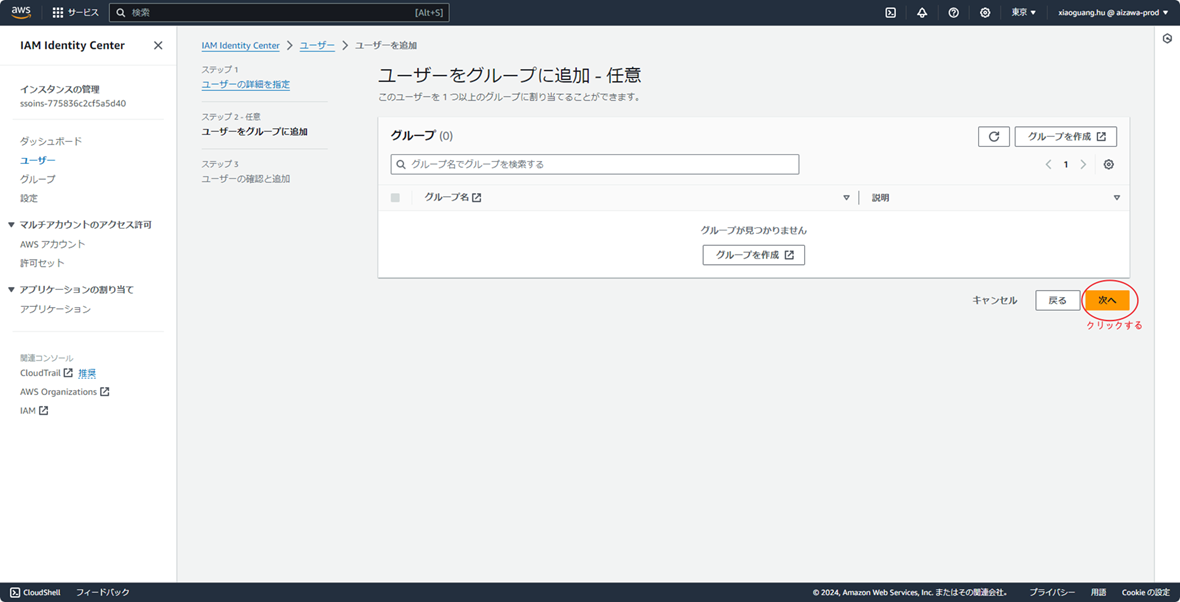 aws
サービス
検索
[Alt+S]
東京 ▼
xiaoguang.hu @ aizawa-prod ▼
IAM Identity Center
インスタンスの管理
ssoins-775836c2cf5a5d40
ダッシュボード
ユーザー
グループ
設定
▼ マルチアカウントのアクセス許可
AWS アカウント
許可セット
▼ アプリケーションの割り当て
アプリケーション
関連コンソール
CloudTrail 推奨
AWS Organizations
IAM
IAM Identity Center > ユーザー > ユーザーを追加
ステップ 1
ユーザーの詳細を指定
ステップ 2 - 任意
ユーザーをグループに追加
ステップ 3
ユーザーの確認と追加
ユーザーをグループに追加 - 任意
このユーザーを 1 つ以上のグループに割り当てることができます。
グループ (0)
グループを作成
グループ名でグループを検索する
1
グループ名
説明
グループが見つかりません
グループを作成
キャンセル
戻る
次へ
クリックする
CloudShell
フィードバック
© 2024, Amazon Web Services, Inc. またはその関連会社。
プライバシー
用語
Cookie の設定